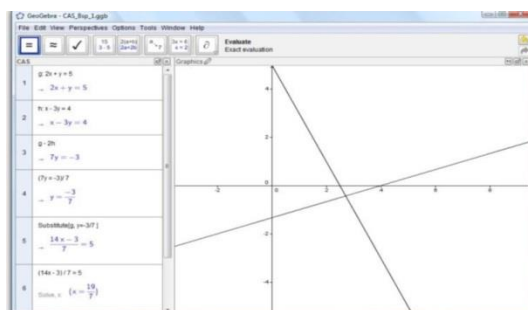 GeoGebra - CAS_Bsp_1.ggb
File Edit View Perspectives Options Tools Window Help
Evaluate
Exact evaluation
CAS
Graphics
1
g: 2x + y = 5
→ 2x + y = 5
2
h: x - 3y = 4
→ x − 3y = 4
3
g - 2h
→ 7y = −3
4
(7y = -3)/7
→ y = −3/7
5
Substitute[g, y=-3/7]
→ (14x − 3)/7 = 5
6
(14x - 3) / 7 = 5
Solve, x: {x = 19/7}
4
2
0
-2
0
2
4
6
8
-2
-4